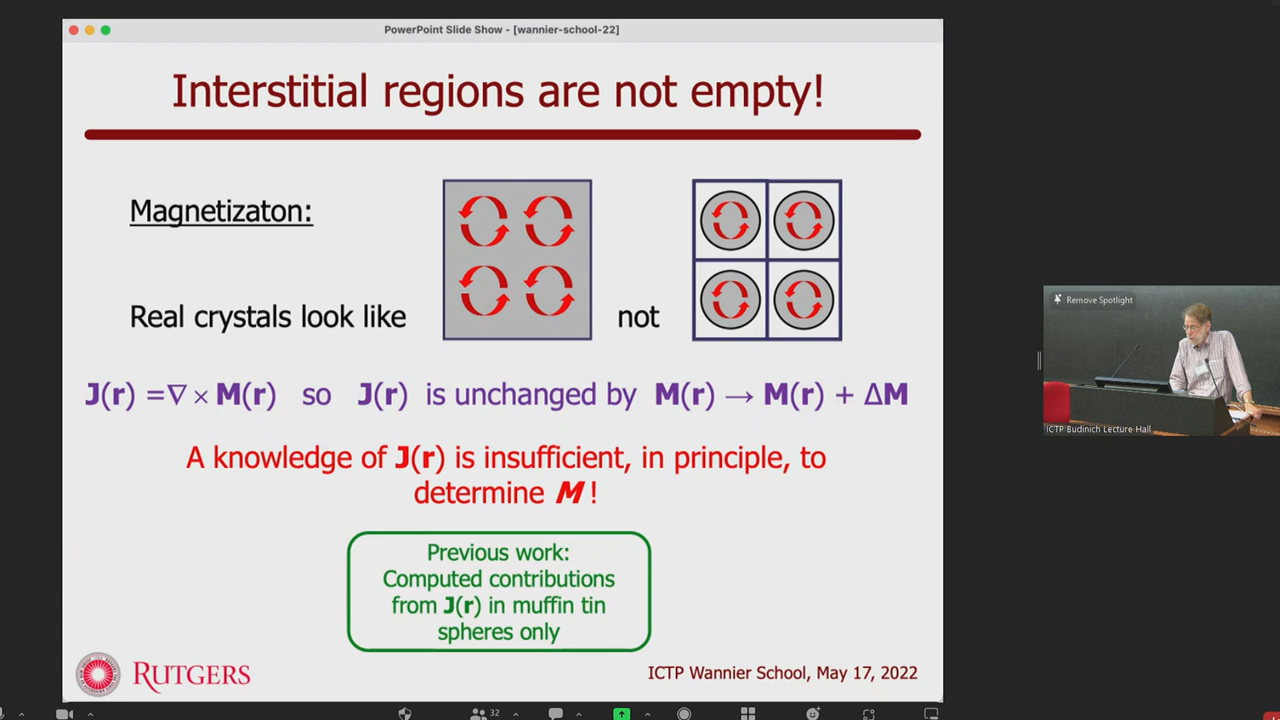 PowerPoint Slide Show - [wannier-school-22]
Interstitial regions are not empty!
Magnetizaton:
Real crystals look like
not
J(r) =∇ × M(r) so J(r) is unchanged by M(r) → M(r) + ΔM
A knowledge of J(r) is insufficient, in principle, to
determine M !
Previous work:
Computed contributions
from J(r) in muffin tin
spheres only
RUTGERS
ICTP Wannier School, May 17, 2022
Remove Spotlight
ICTP Budinich Lecture Hall
32